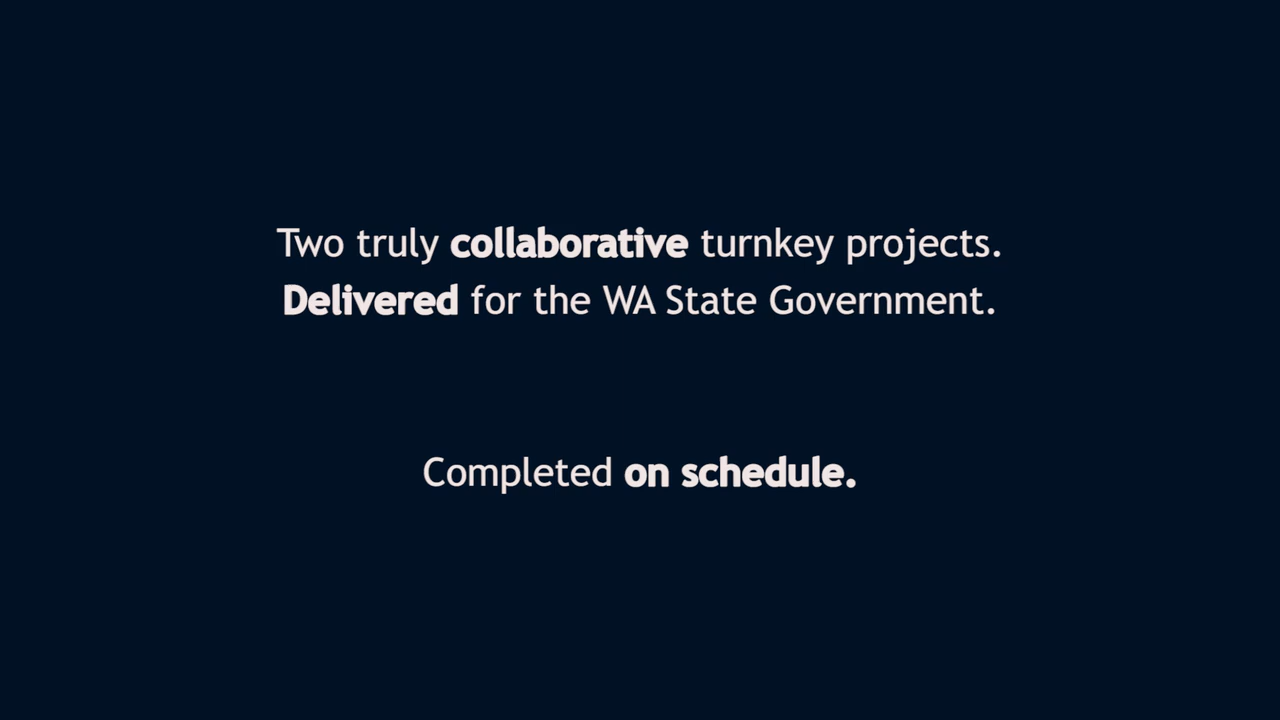 Two truly collaborative turnkey projects.
Delivered for the WA State Government.
Completed on schedule.